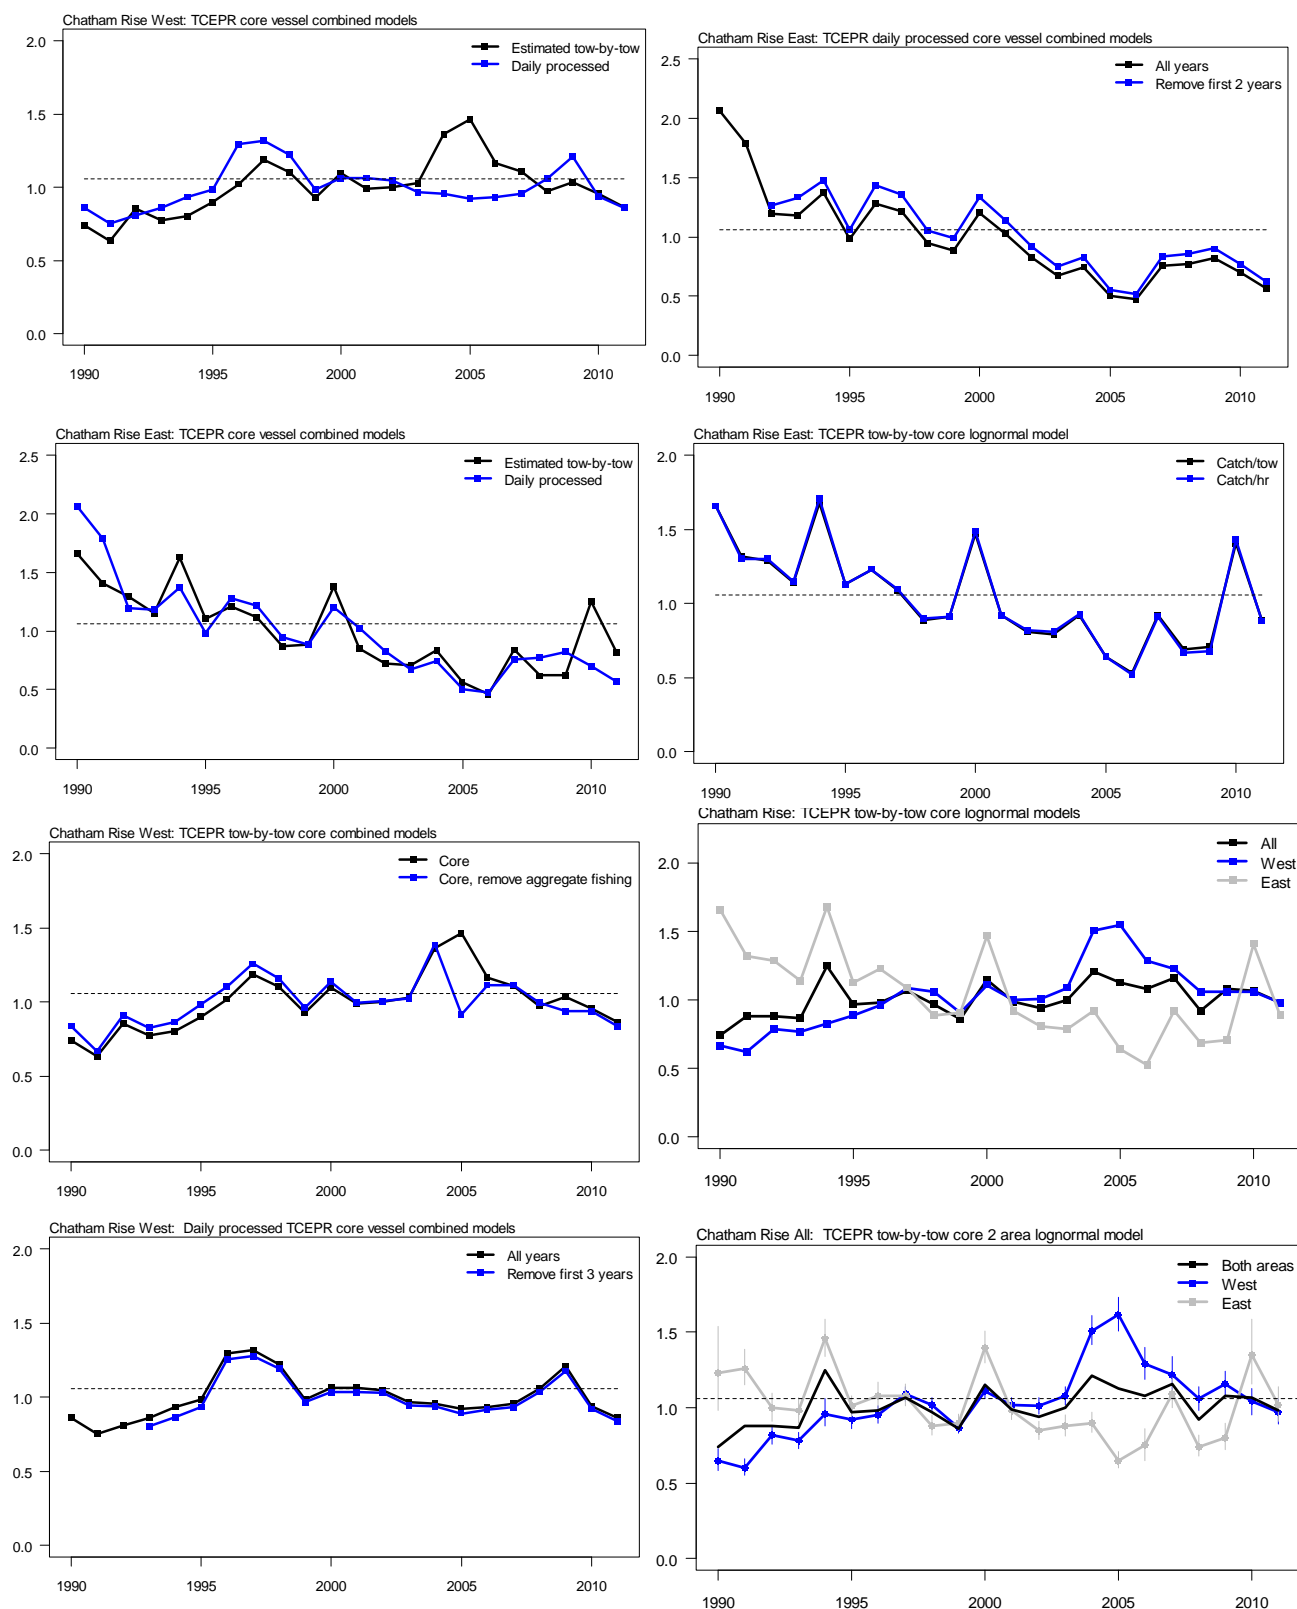 Chatham Rise West: TCEPR core vessel combined models
2.0
1.5
1.0
0.5
0.0
Estimated tow-by-tow
Daily processed
1990 1995 2000 2005 2010
Chatham Rise East: TCEPR daily processed core vessel combined models
2.5
2.0
1.5
1.0
0.5
0.0
All years
Remove first 2 years
1990 1995 2000 2005 2010
Chatham Rise East: TCEPR core vessel combined models
2.5
2.0
1.5
1.0
0.5
0.0
Estimated tow-by-tow
Daily processed
1990 1995 2000 2005 2010
Chatham Rise East: TCEPR tow-by-tow core lognormal model
2.0
1.5
1.0
0.5
0.0
Catch/tow
Catch/hr
1990 1995 2000 2005 2010
Chatham Rise West: TCEPR tow-by-tow core combined models
2.0
1.5
1.0
0.5
0.0
Core
Core, remove aggregate fishing
1990 1995 2000 2005 2010
Chatham Rise: TCEPR tow-by-tow core lognormal models
2.0
1.5
1.0
0.5
0.0
All
West
East
1990 1995 2000 2005 2010
Chatham Rise West: Daily processed TCEPR core vessel combined models
2.0
1.5
1.0
0.5
0.0
All years
Remove first 3 years
1990 1995 2000 2005 2010
Chatham Rise All: TCEPR tow-by-tow core 2 area lognormal model
2.0
1.5
1.0
0.5
0.0
Both areas
West
East
1990 1995 2000 2005 2010